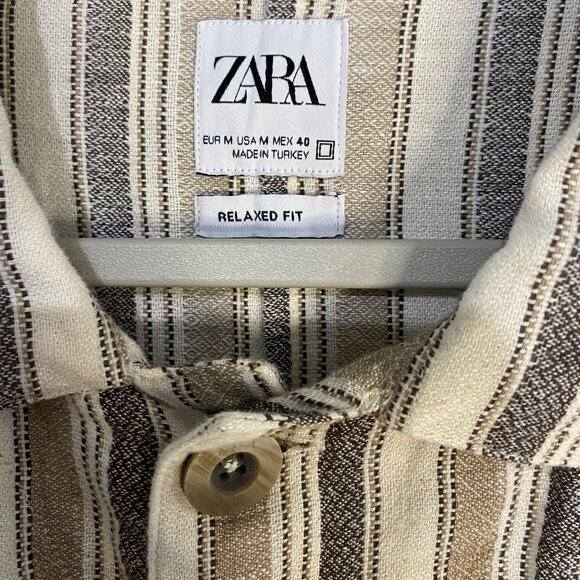 ZARA
EUR M USA M MEX 40
MADE IN TURKEY
RELAXED FIT